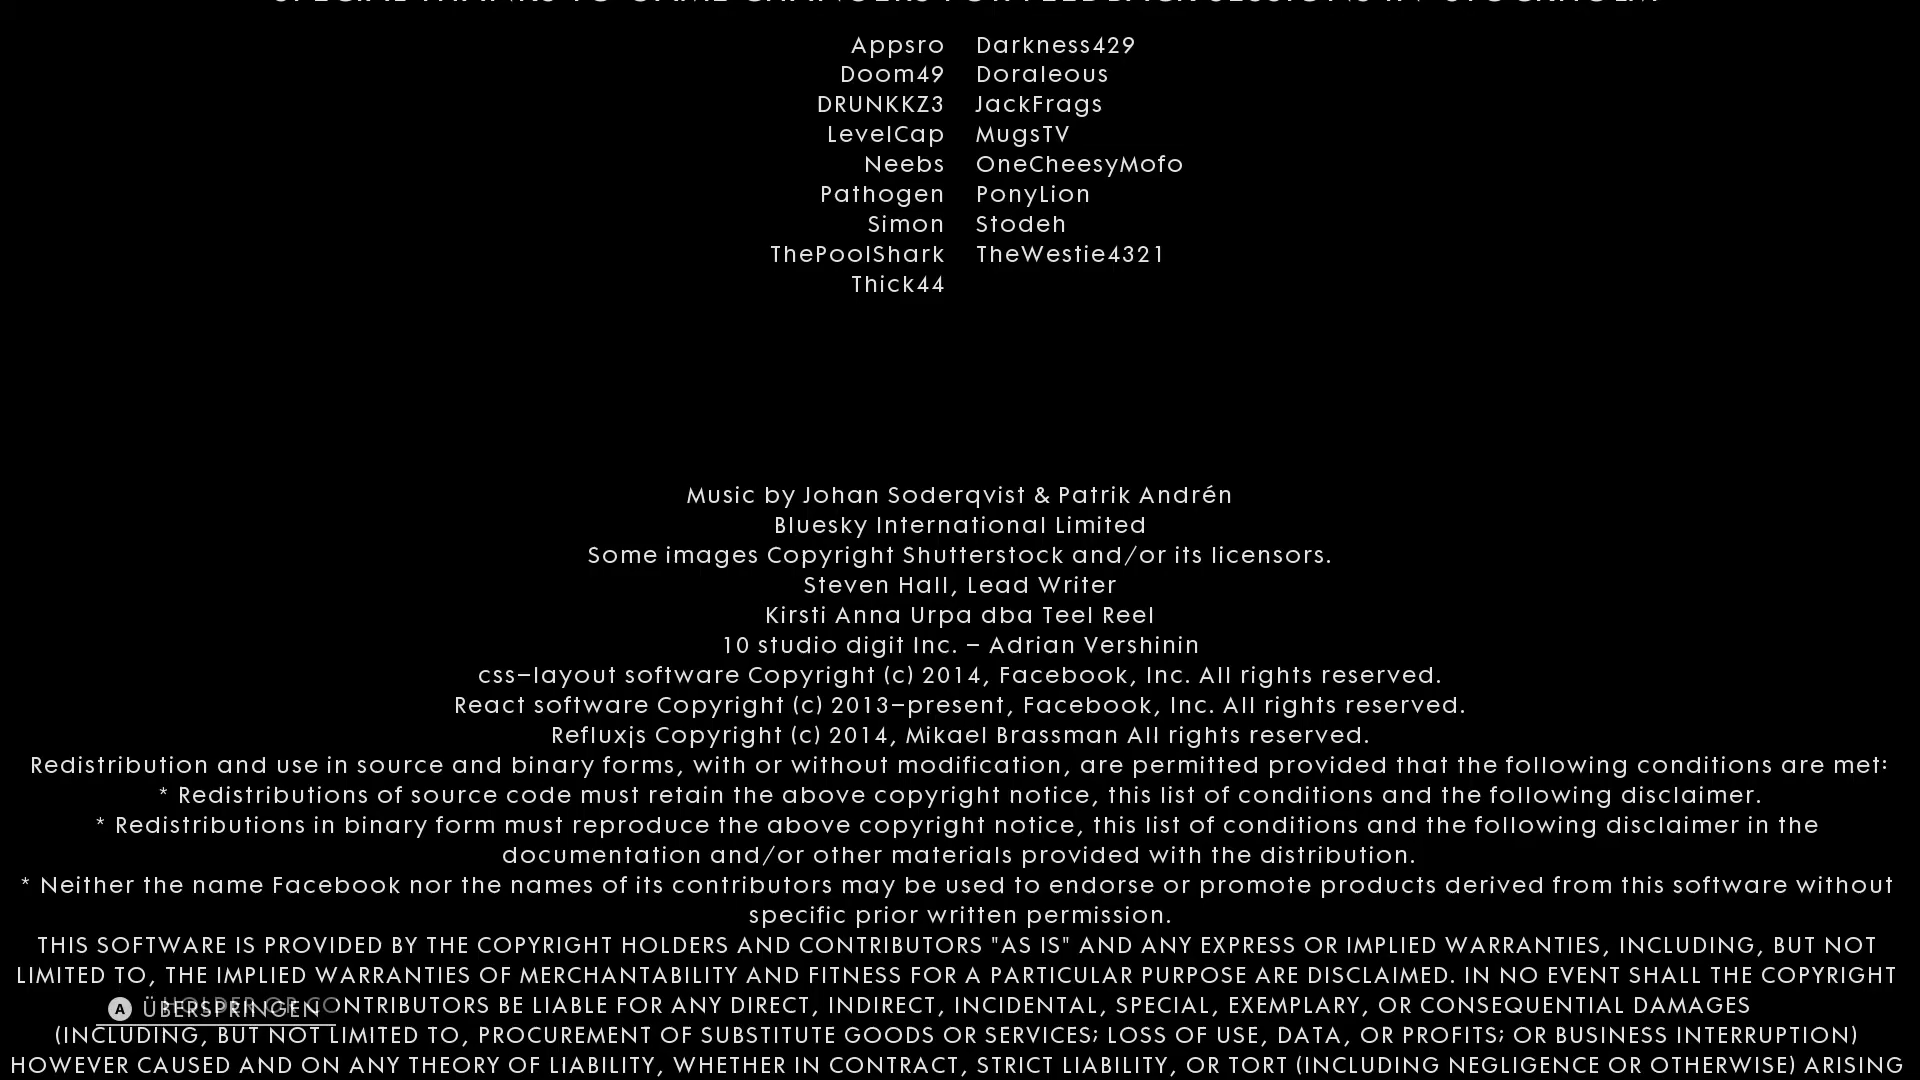 SPECIAL THANKS TO GAME CHANGERS FOR FEEDBACK SESSIONS IN STOCKHOLM
Appsro Darkness429
Doom49 Doraleous
DRUNKKZ3 JackFrags
LevelCap MugsTV
Neebs OneCheesyMofo
Pathogen PonyLion
Simon Stodeh
ThePoolShark TheWestie4321
Thick44
Music by Johan Soderqvist & Patrik Andrén
Bluesky International Limited
Some images Copyright Shutterstock and/or its licensors.
Steven Hall, Lead Writer
Kirsti Anna Urpa dba Teel Reel
10 studio digit Inc. – Adrian Vershinin
css–layout software Copyright (c) 2014, Facebook, Inc. All rights reserved.
React software Copyright (c) 2013–present, Facebook, Inc. All rights reserved.
Refluxjs Copyright (c) 2014, Mikael Brassman All rights reserved.
Redistribution and use in source and binary forms, with or without modification, are permitted provided that the following conditions are met:
* Redistributions of source code must retain the above copyright notice, this list of conditions and the following disclaimer.
* Redistributions in binary form must reproduce the above copyright notice, this list of conditions and the following disclaimer in the
documentation and/or other materials provided with the distribution.
* Neither the name Facebook nor the names of its contributors may be used to endorse or promote products derived from this software without
specific prior written permission.
THIS SOFTWARE IS PROVIDED BY THE COPYRIGHT HOLDERS AND CONTRIBUTORS "AS IS" AND ANY EXPRESS OR IMPLIED WARRANTIES, INCLUDING, BUT NOT
LIMITED TO, THE IMPLIED WARRANTIES OF MERCHANTABILITY AND FITNESS FOR A PARTICULAR PURPOSE ARE DISCLAIMED. IN NO EVENT SHALL THE COPYRIGHT
HOLDER OR CONTRIBUTORS BE LIABLE FOR ANY DIRECT, INDIRECT, INCIDENTAL, SPECIAL, EXEMPLARY, OR CONSEQUENTIAL DAMAGES
A ÜBERSPRINGEN
(INCLUDING, BUT NOT LIMITED TO, PROCUREMENT OF SUBSTITUTE GOODS OR SERVICES; LOSS OF USE, DATA, OR PROFITS; OR BUSINESS INTERRUPTION)
HOWEVER CAUSED AND ON ANY THEORY OF LIABILITY, WHETHER IN CONTRACT, STRICT LIABILITY, OR TORT (INCLUDING NEGLIGENCE OR OTHERWISE) ARISING